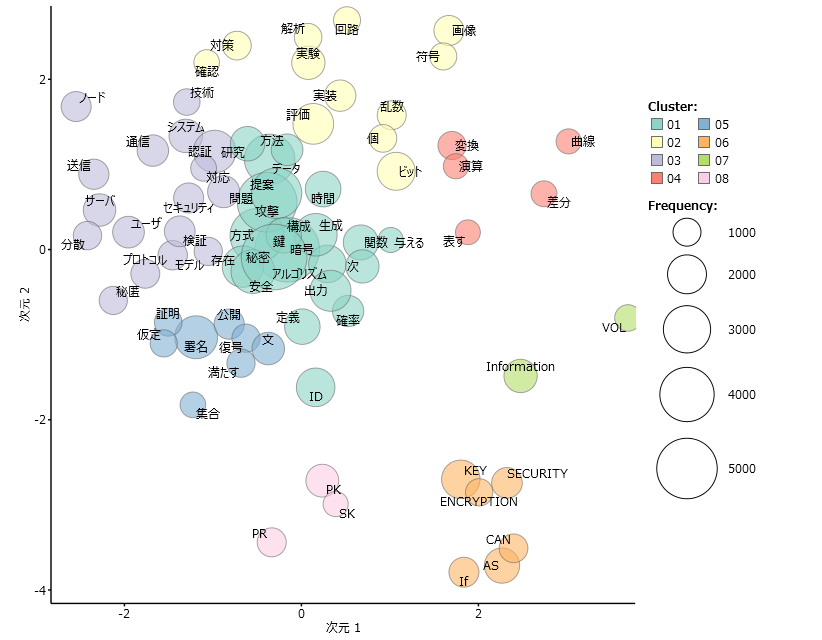 解析
回路
画像
対策
実験
符号
確認
ノード
技術
実装
乱数
システム
評価
通信
認証
研究
方法
個
変換
曲線
送信
対応
データ
ビット
演算
提案
サーバ
セキュリティ
問題
攻撃
時間
差分
ユーザ
構成
生成
分散
検証
方式
鍵
暗号
関数
与える
表す
プロトコル
モデル
存在
秘密
アルゴリズム
次
秘匿
安全
出力
証明
公開
定義
確率
VOL
仮定
署名
復号
文
満たす
Information
ID
集合
KEY
SECURITY
PK
ENCRYPTION
SK
PR
CAN
If
AS
次元 2
2
0
-2
-4
-2
0
2
次元 1
Cluster:
01
05
02
06
03
07
04
08
Frequency:
1000
2000
3000
4000
5000